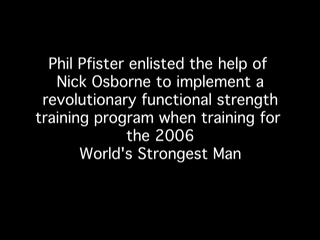 Phil Pfister enlisted the help of
Nick Osborne to implement a
revolutionary functional strength
training program when training for
the 2006
World's Strongest Man